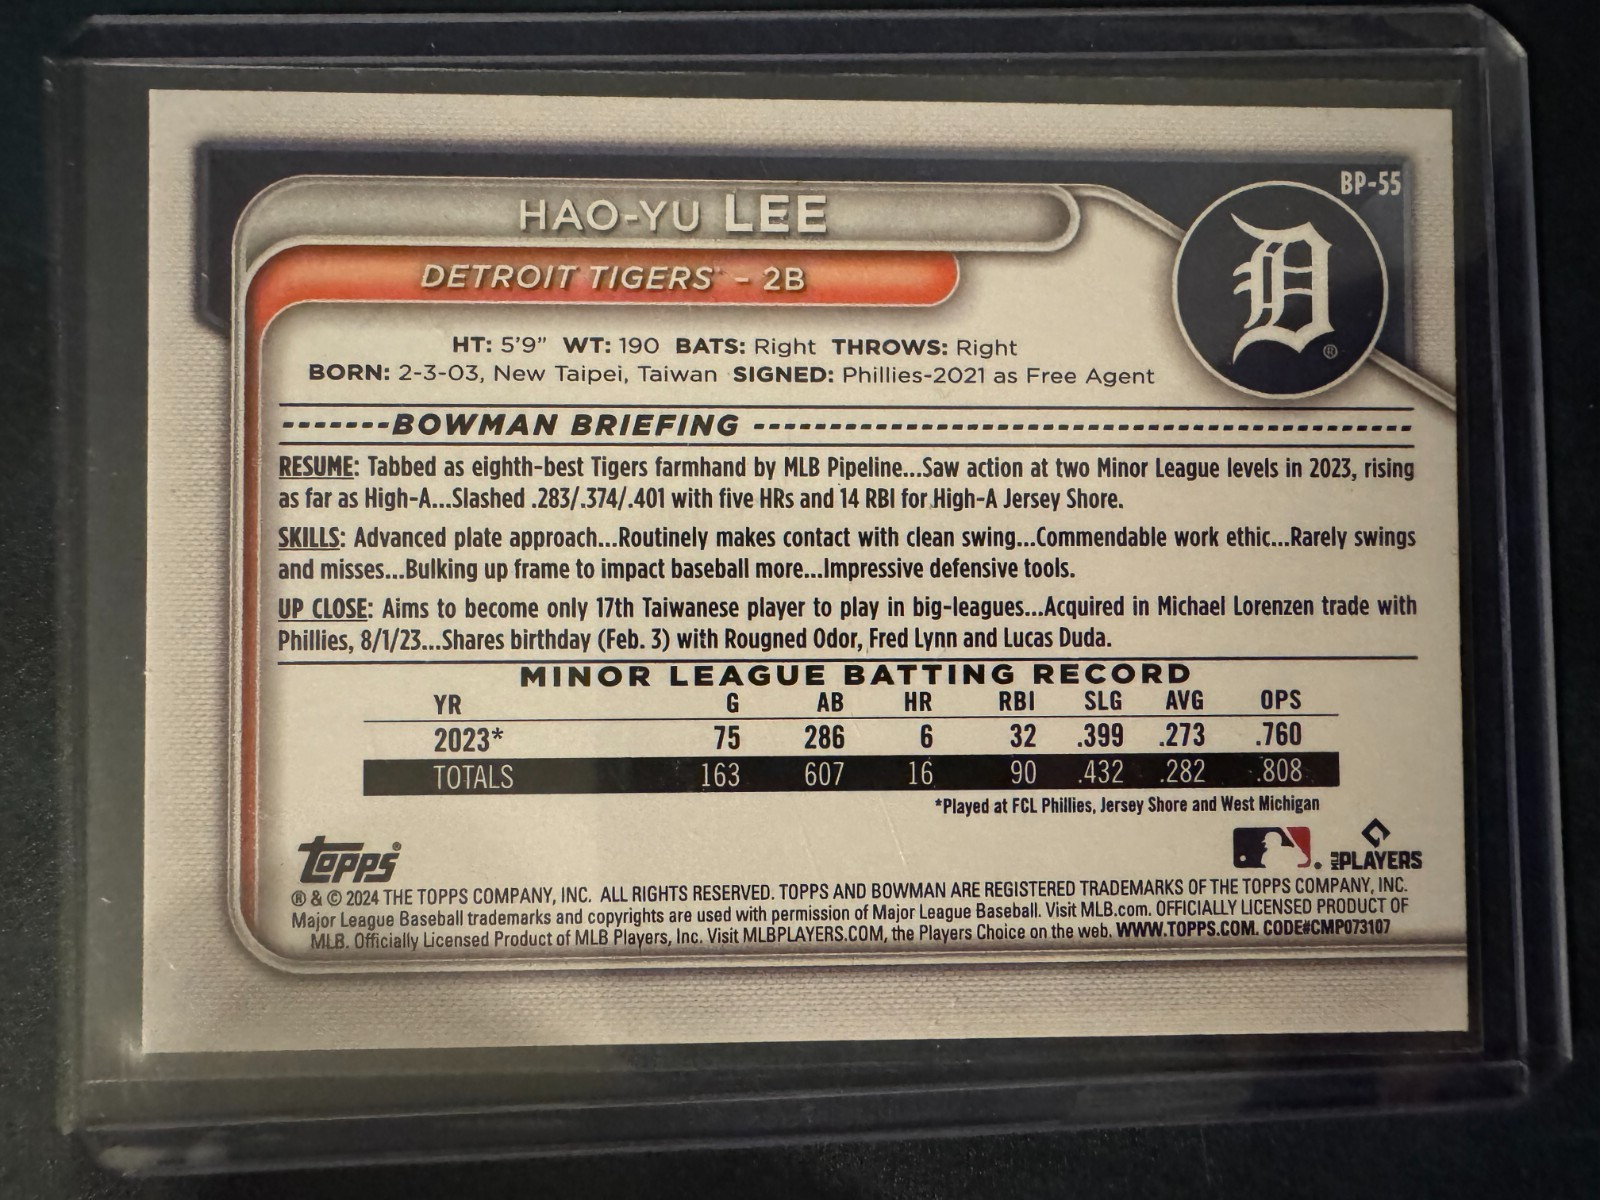 BP-55
HAO-YU LEE
DETROIT TIGERS - 2B
D
®
HT: 5'9" WT: 190 BATS: Right THROWS: Right
BORN: 2-3-03, New Taipei, Taiwan SIGNED: Phillies-2021 as Free Agent
-------BOWMAN BRIEFING -------
RESUME: Tabbed as eighth-best Tigers farmhand by MLB Pipeline...Saw action at two Minor League levels in 2023, rising
as far as High-A...Slashed .283/.374/.401 with five HRs and 14 RBI for High-A Jersey Shore.
SKILLS: Advanced plate approach...Routinely makes contact with clean swing...Commendable work ethic...Rarely swings
and misses...Bulking up frame to impact baseball more...Impressive defensive tools.
UP CLOSE: Aims to become only 17th Taiwanese player to play in big-leagues...Acquired in Michael Lorenzen trade with
Phillies, 8/1/23...Shares birthday (Feb. 3) with Rougned Odor, Fred Lynn and Lucas Duda.
MINOR LEAGUE BATTING RECORD
YR G AB HR RBI SLG AVG OPS
2023* 75 286 6 32 .399 .273 .760
TOTALS 163 607 16 90 .432 .282 .808
*Played at FCL Phillies, Jersey Shore and West Michigan
Topps®
MLB PLAYERS
® & © 2024 THE TOPPS COMPANY, INC. ALL RIGHTS RESERVED. TOPPS AND BOWMAN ARE REGISTERED TRADEMARKS OF THE TOPPS COMPANY, INC.
Major League Baseball trademarks and copyrights are used with permission of Major League Baseball. Visit MLB.com. OFFICIALLY LICENSED PRODUCT OF
MLB. Officially Licensed Product of MLB Players, Inc. Visit MLBPLAYERS.COM, the Players Choice on the web. WWW.TOPPS.COM. CODE#CMP073107